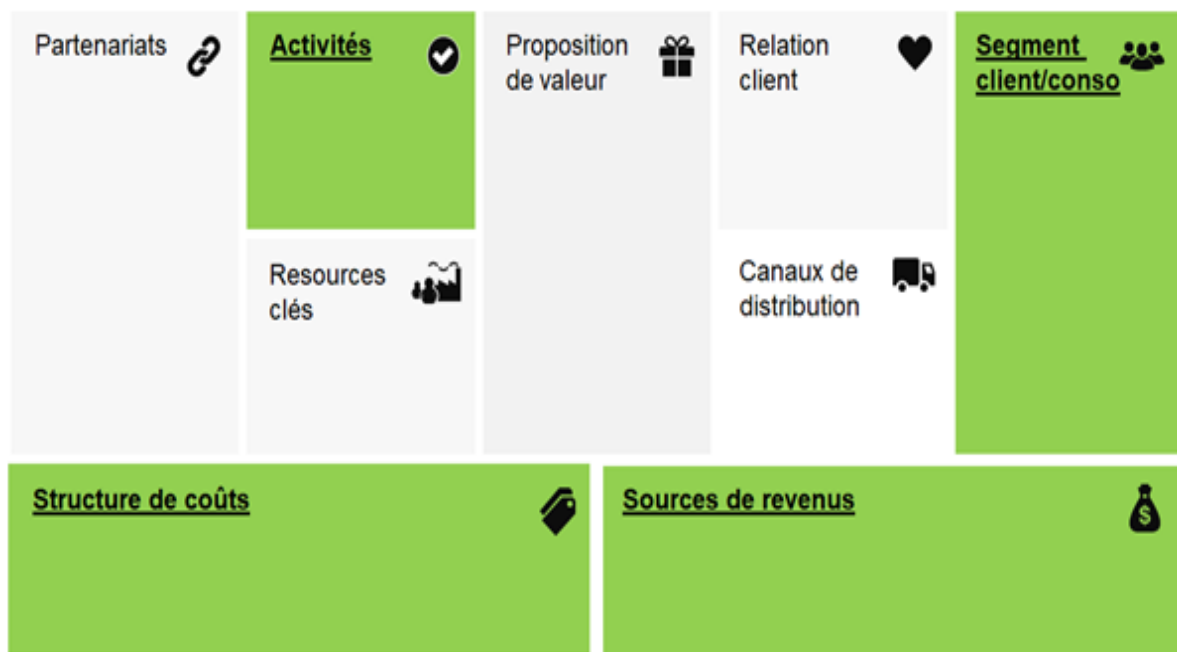 Partenariats
Activités
Proposition
de valeur
Relation
client
Segment
client/conso
Resources
clés
Canaux de
distribution
Structure de coûts
Sources de revenus
$